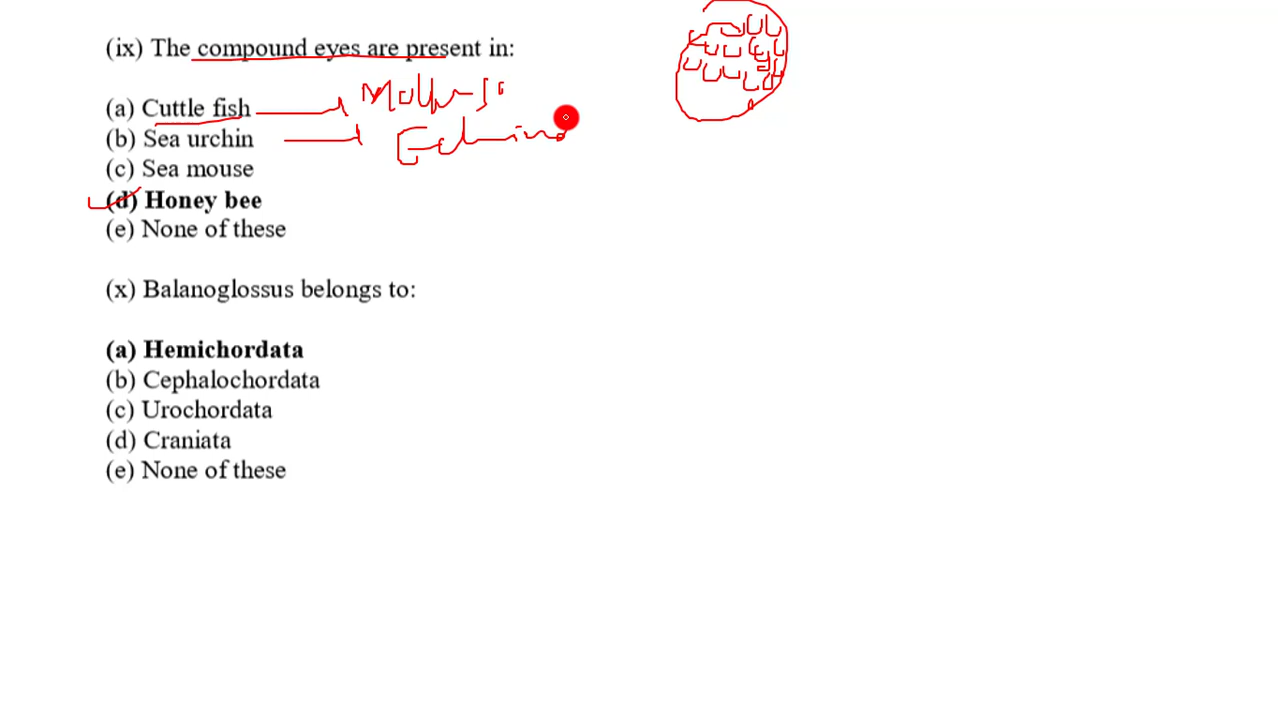 (ix) The compound eyes are present in:
(a) Cuttle fish
(b) Sea urchin
(c) Sea mouse
(d) Honey bee
(e) None of these
(x) Balanoglossus belongs to:
(a) Hemichordata
(b) Cephalochordata
(c) Urochordata
(d) Craniata
(e) None of these